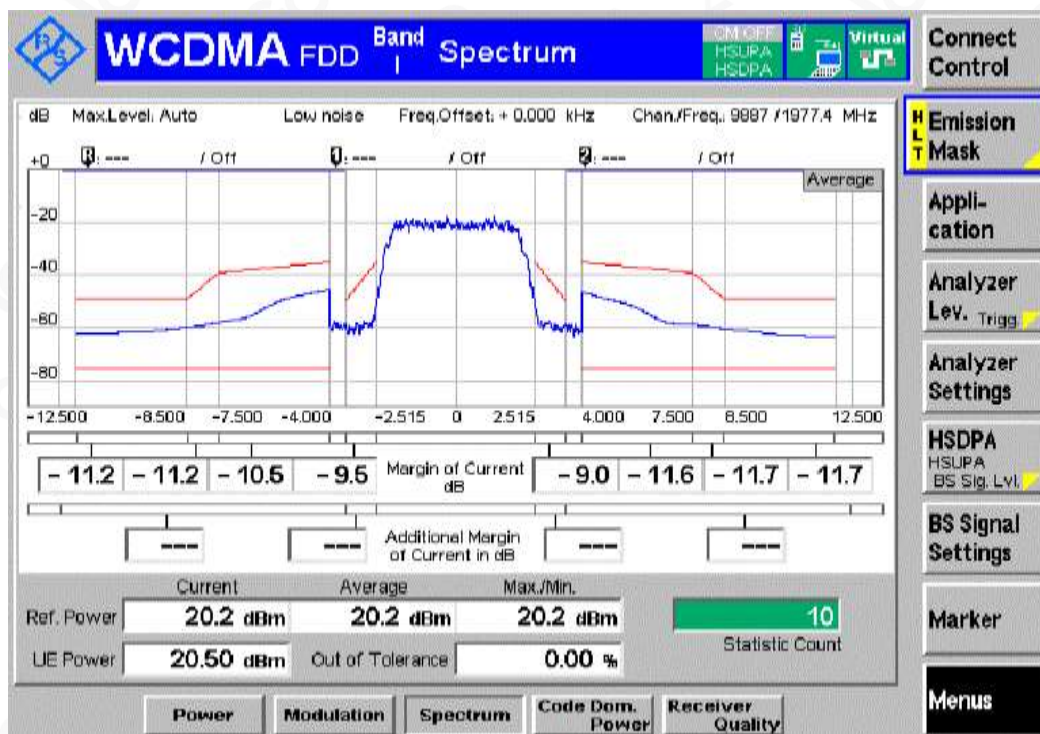 R S
WCDMA FDD Band I Spectrum
CM OFF
HSUPA
HSDPA
Virtual
Connect Control
dB Max.Level: Auto Low noise Freq.Offset: + 0.000 kHz Chan./Freq.: 9887 / 1977.4 MHz
H L T
Emission Mask
+0 R: --- / Off 1: --- / Off 2: --- / Off
Average
-20
-40
-60
-80
-12.500 -8.500 -7.500 -4.000 -2.515 0 2.515 4.000 7.500 8.500 12.500
Appli-
cation
Analyzer
Lev. Trigg.
Analyzer
Settings
HSDPA
HSUPA
BS Sig. Lvl.
BS Signal
Settings
Marker
Menus
- 11.2 - 11.2 - 10.5 - 9.5 Margin of Current dB - 9.0 - 11.6 - 11.7 - 11.7
--- --- Additional Margin of Current in dB --- ---
Current Average Max./Min.
Ref. Power 20.2 dBm 20.2 dBm 20.2 dBm 10
Statistic Count
UE Power 20.50 dBm Out of Tolerance 0.00 %
Power Modulation Spectrum Code Dom. Power Receiver Quality